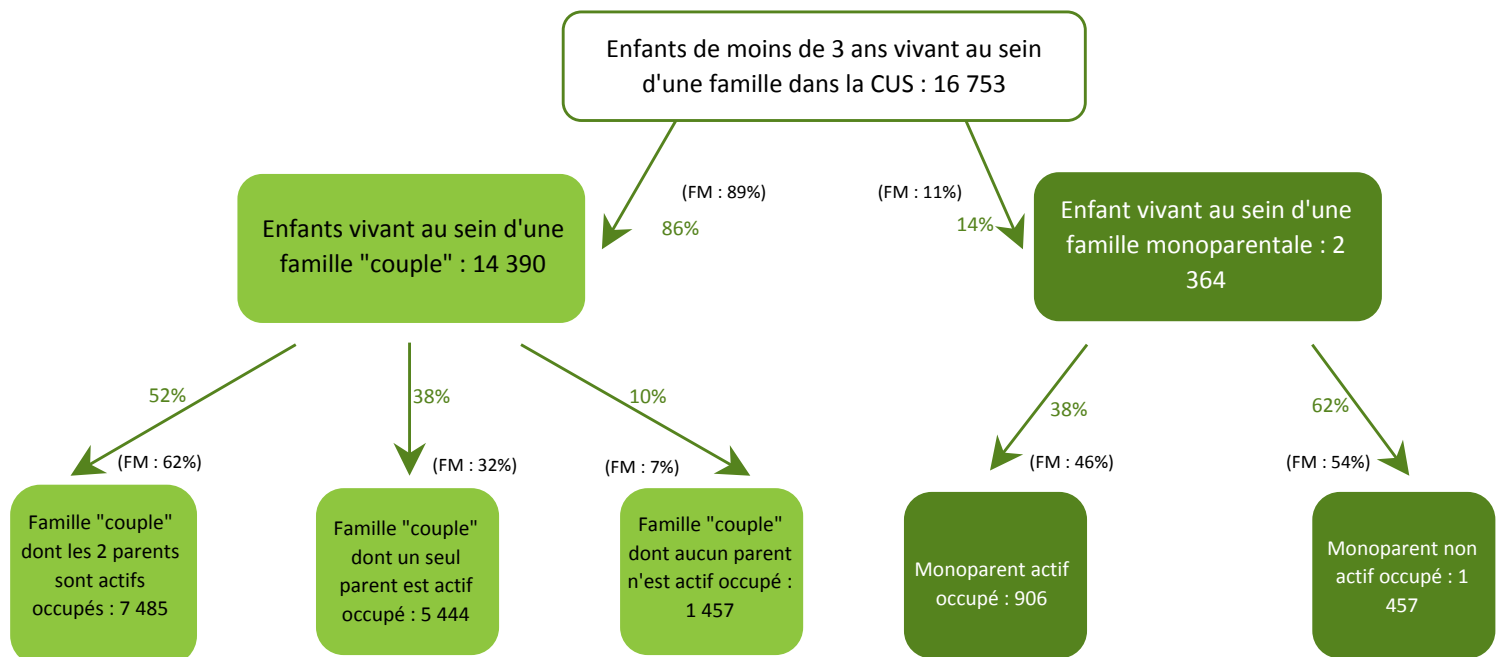 Enfants de moins de 3 ans vivant au sein
d'une famille dans la CUS : 16 753
(FM : 89%)
86%
(FM : 11%)
14%
Enfants vivant au sein d'une
famille "couple" : 14 390
Enfant vivant au sein d'une
famille monoparentale : 2
364
52%
38%
10%
38%
62%
(FM : 62%)
(FM : 32%)
(FM : 7%)
(FM : 46%)
(FM : 54%)
Famille "couple"
dont les 2 parents
sont actifs
occupés : 7 485
Famille "couple"
dont un seul
parent est actif
occupé : 5 444
Famille "couple"
dont aucun parent
n'est actif occupé :
1 457
Monoparent actif
occupé : 906
Monoparent non
actif occupé : 1
457